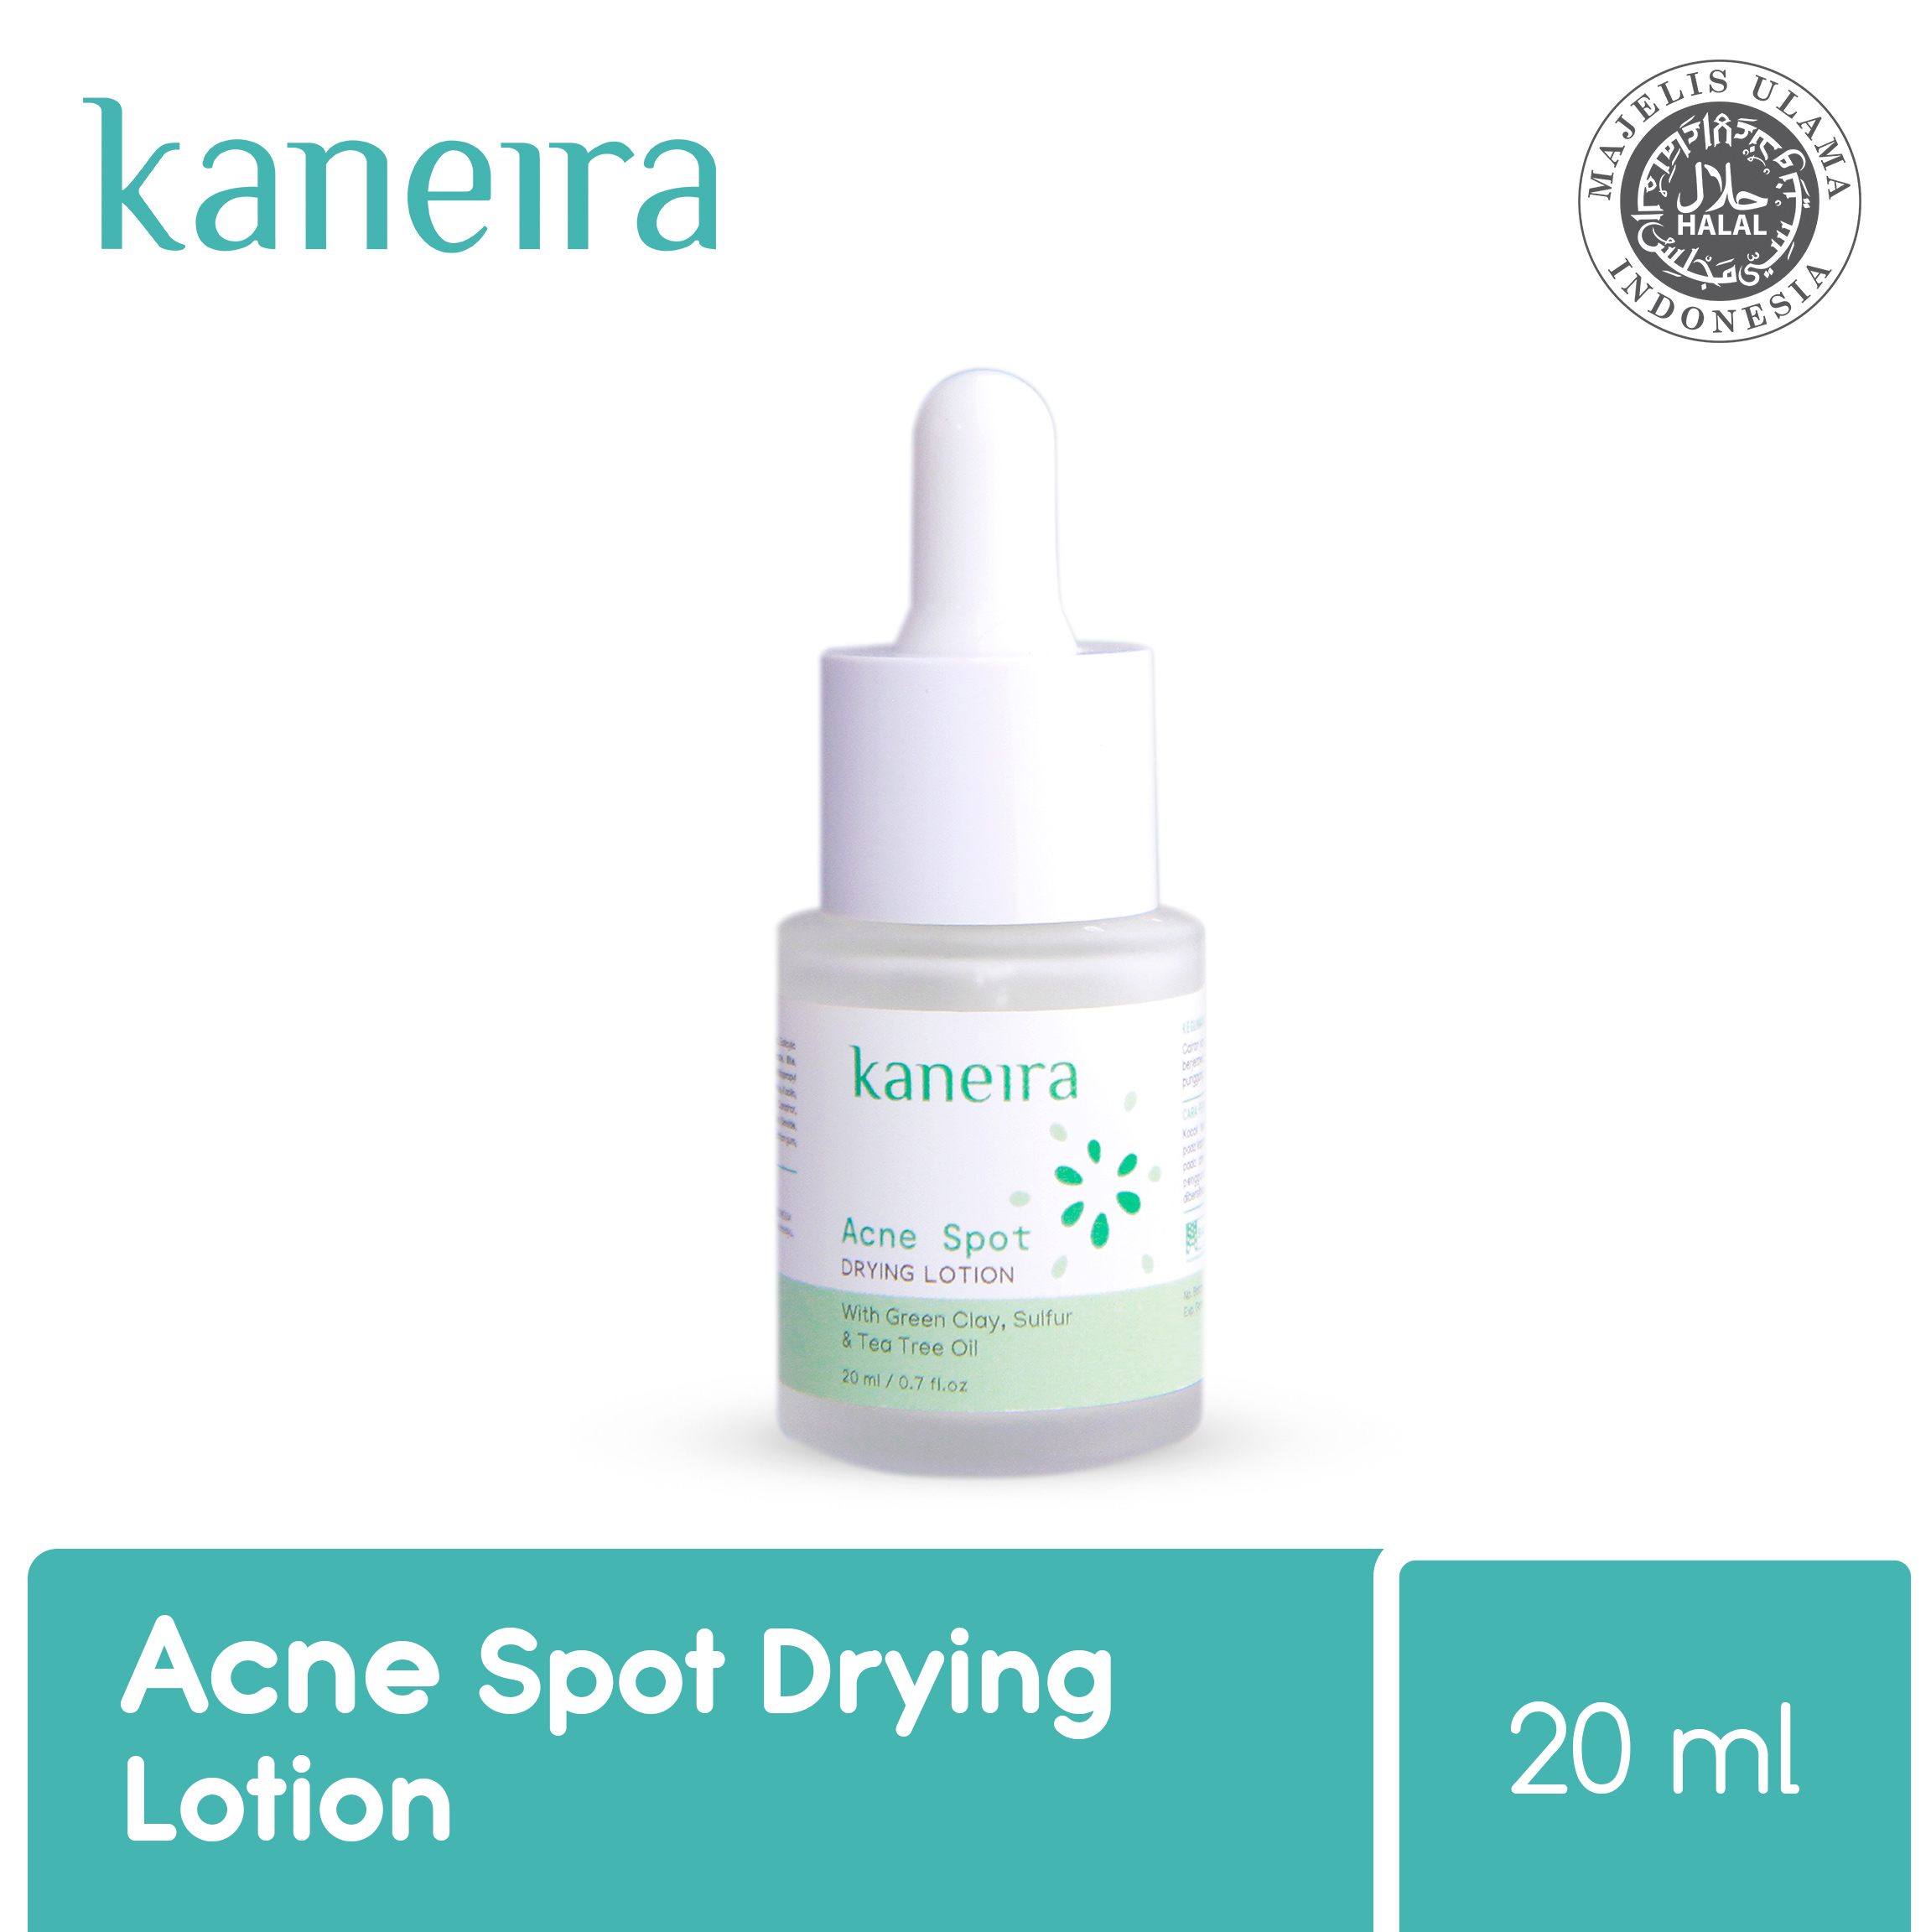 kaneira
MAJELIS ULAMA
حلال
HALAL
INDONESIA
kaneira
Acne Spot
DRYING LOTION
With Green Clay, Sulfur
& Tea Tree Oil
20 ml / 0.7 fl.oz
Acne Spot Drying
Lotion
20 ml